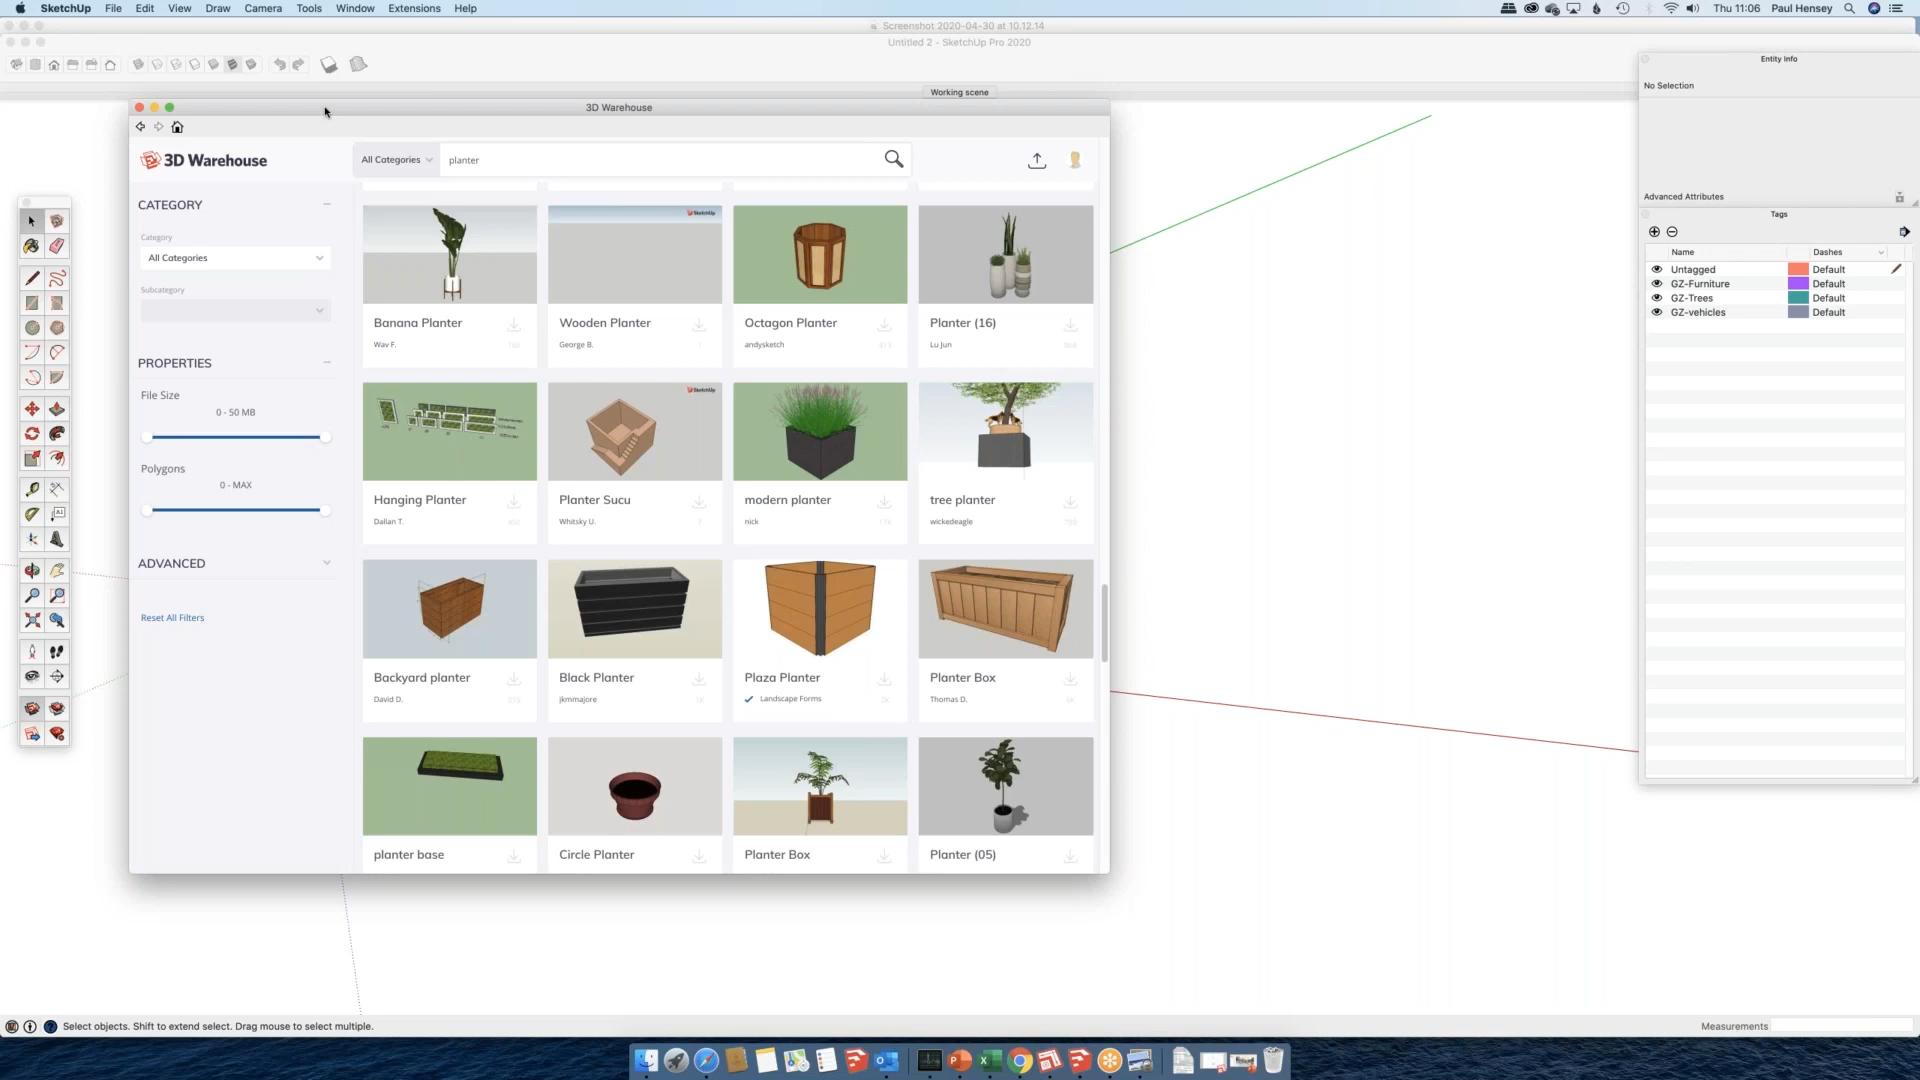 SketchUp File Edit View Draw Camera Tools Window Extensions Help Thu 11:06 Paul Hensey
Screenshot 2020-04-30 at 10.12.14
Untitled 2 - SketchUp Pro 2020
Working scene
Entity Info
No Selection
Advanced Attributes
Tags
Name Dashes
Untagged Default
GZ-Furniture Default
GZ-Trees Default
GZ-vehicles Default
3D Warehouse
3D Warehouse All Categories planter
CATEGORY
Category
All Categories
Subcategory
PROPERTIES
File Size
0 - 50 MB
Polygons
0 - MAX
ADVANCED
Reset All Filters
SketchUp
Banana Planter Wooden Planter Octagon Planter Planter (16)
Wav F. George B. andysketch Lu Jun
SketchUp
Hanging Planter Planter Sucu modern planter tree planter
Dallan T. Whitsky U. nick wickedeagle
Backyard planter Black Planter Plaza Planter Planter Box
David D. jkmmajore Landscape Forms Thomas D.
planter base Circle Planter Planter Box Planter (05)
Select objects. Shift to extend select. Drag mouse to select multiple. Measurements